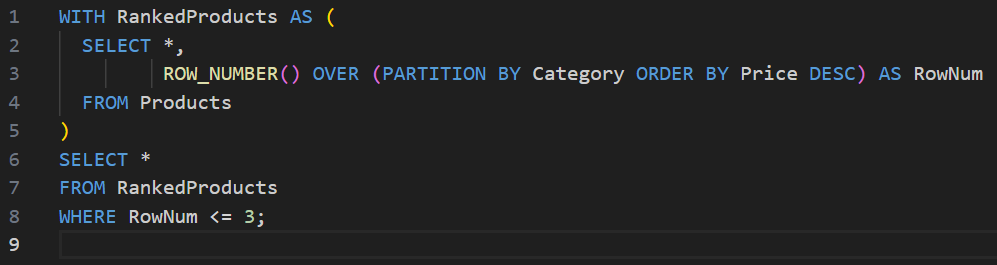 1 WITH RankedProducts AS (
2   SELECT *,
3          ROW_NUMBER() OVER (PARTITION BY Category ORDER BY Price DESC) AS RowNum
4   FROM Products
5 )
6 SELECT *
7 FROM RankedProducts
8 WHERE RowNum <= 3;
9